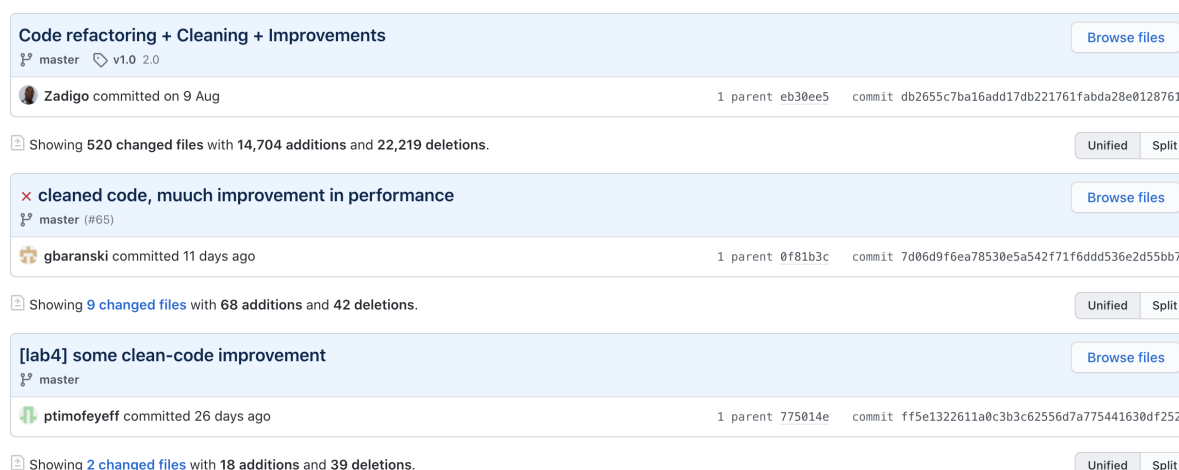 Code refactoring + Cleaning + Improvements
Browse files
master v1.0 2.0
Zadigo committed on 9 Aug 1 parent eb30ee5 commit db2655c7ba16add17db221761fabda28e0128761
Showing 520 changed files with 14,704 additions and 22,219 deletions. Unified Split
cleaned code, muuch improvement in performance
Browse files
master (#65)
gbaranski committed 11 days ago 1 parent 0f81b3c commit 7d06d9f6ea78530e5a542f71f6ddd536e2d55bb7
Showing 9 changed files with 68 additions and 42 deletions. Unified Split
[lab4] some clean-code improvement
Browse files
master
ptimofeyeff committed 26 days ago 1 parent 775014e commit ff5e1322611a0c3b3c62556d7a775441630df252
Showing 2 changed files with 18 additions and 39 deletions. Unified Split